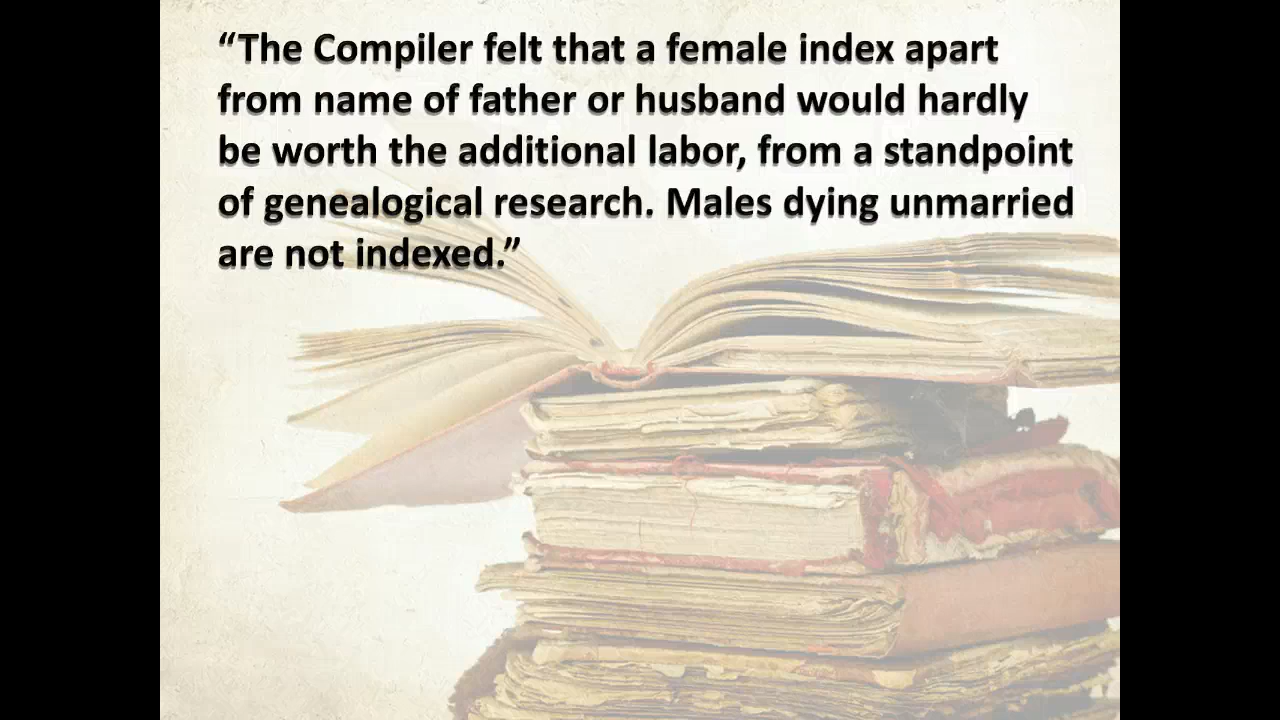 “The Compiler felt that a female index apart
from name of father or husband would hardly
be worth the additional labor, from a standpoint
of genealogical research. Males dying unmarried
are not indexed.”